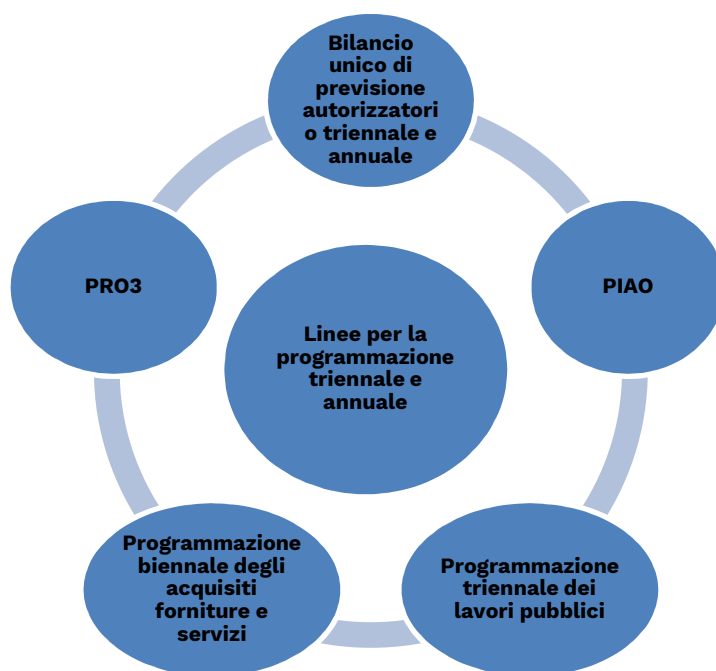 Bilancio
unico di
previsione
autorizzatori
o triennale e
annuale
PRO3
PIAO
Linee per la
programmazione
triennale e
annuale
Programmazione
biennale degli
acquisiti
forniture e
servizi
Programmazione
triennale dei
lavori pubblici